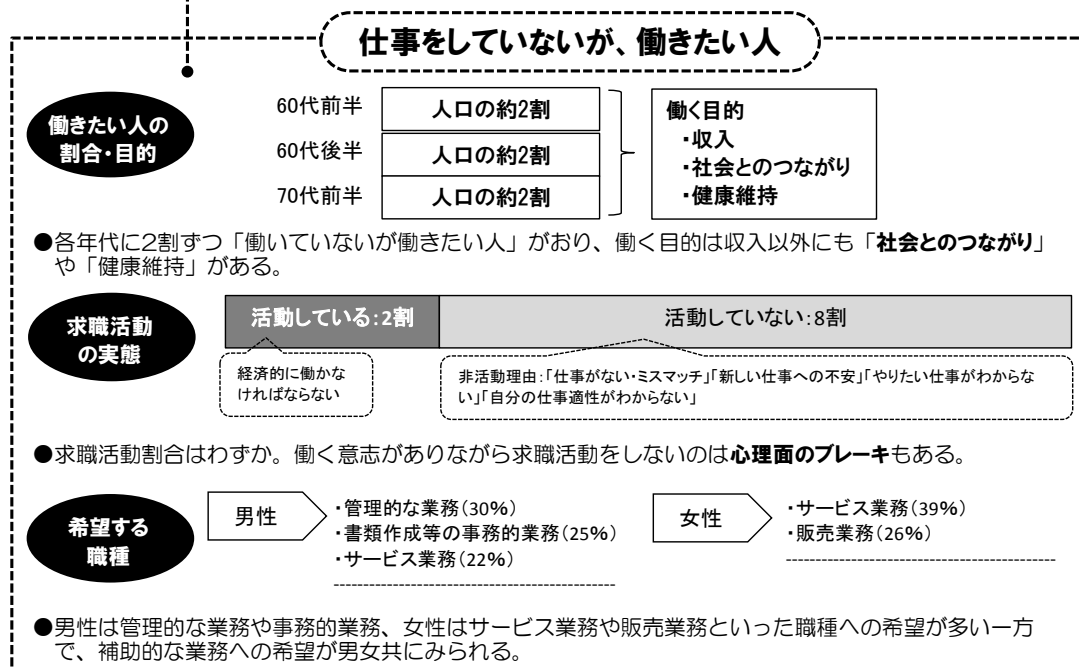 仕事をしていないが、働きたい人
働きたい人の
割合・目的
60代前半
人口の約2割
60代後半
人口の約2割
70代前半
人口の約2割
働く目的
・収入
・社会とのつながり
・健康維持
●各年代に2割ずつ「働いていないが働きたい人」がおり、働く目的は収入以外にも「社会とのつながり」
や「健康維持」がある。
求職活動
の実態
活動している:2割
活動していない:8割
経済的に働かな
ければならない
非活動理由:「仕事がない・ミスマッチ」「新しい仕事への不安」「やりたい仕事がわからな
い」「自分の仕事適性がわからない」
●求職活動割合はわずか。働く意志がありながら求職活動をしないのは心理面のブレーキもある。
希望する
職種
男性
・管理的な業務(30%)
・書類作成等の事務的業務(25%)
・サービス業務(22%)
女性
・サービス業務(39%)
・販売業務(26%)
●男性は管理的な業務や事務的業務、女性はサービス業務や販売業務といった職種への希望が多い一方
で、補助的な業務への希望が男女共にみられる。